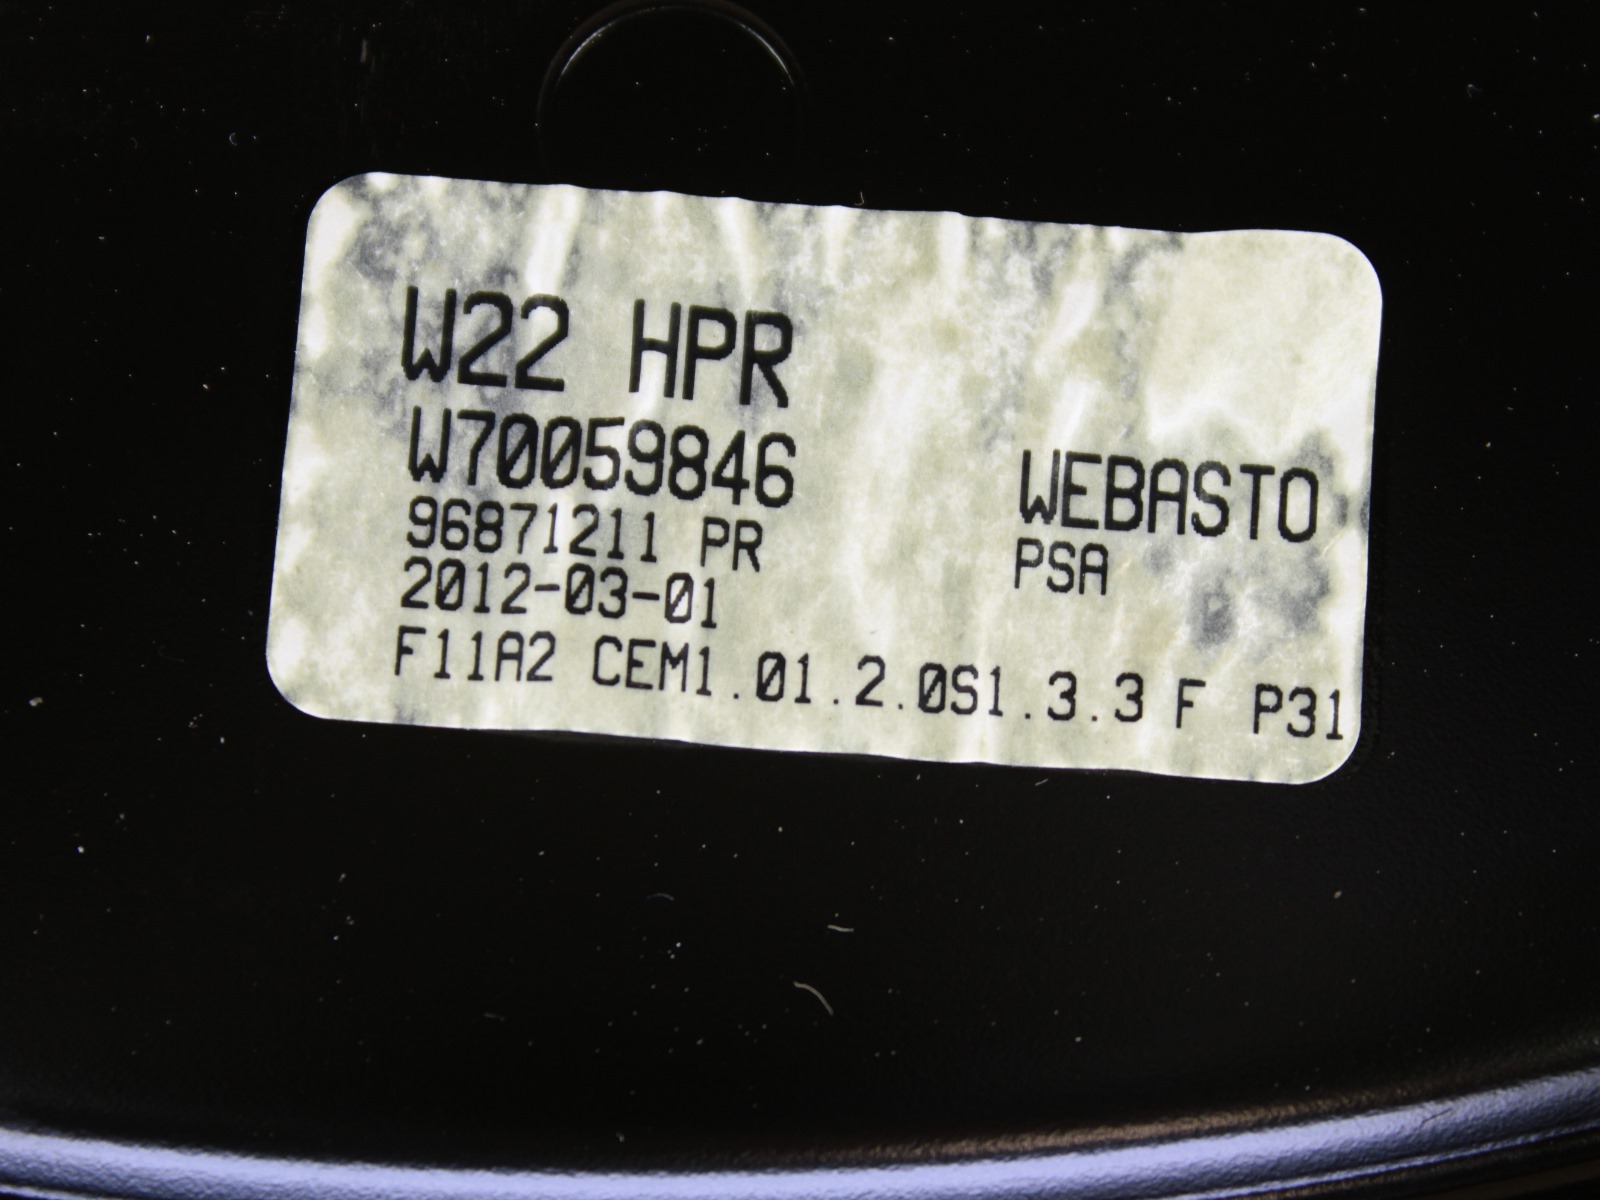 W22 HPR
W70059846
WEBASTO
96871211 PR
PSA
2012-03-01
F11A2 CEM1.01.2.0S1.3.3 F P31